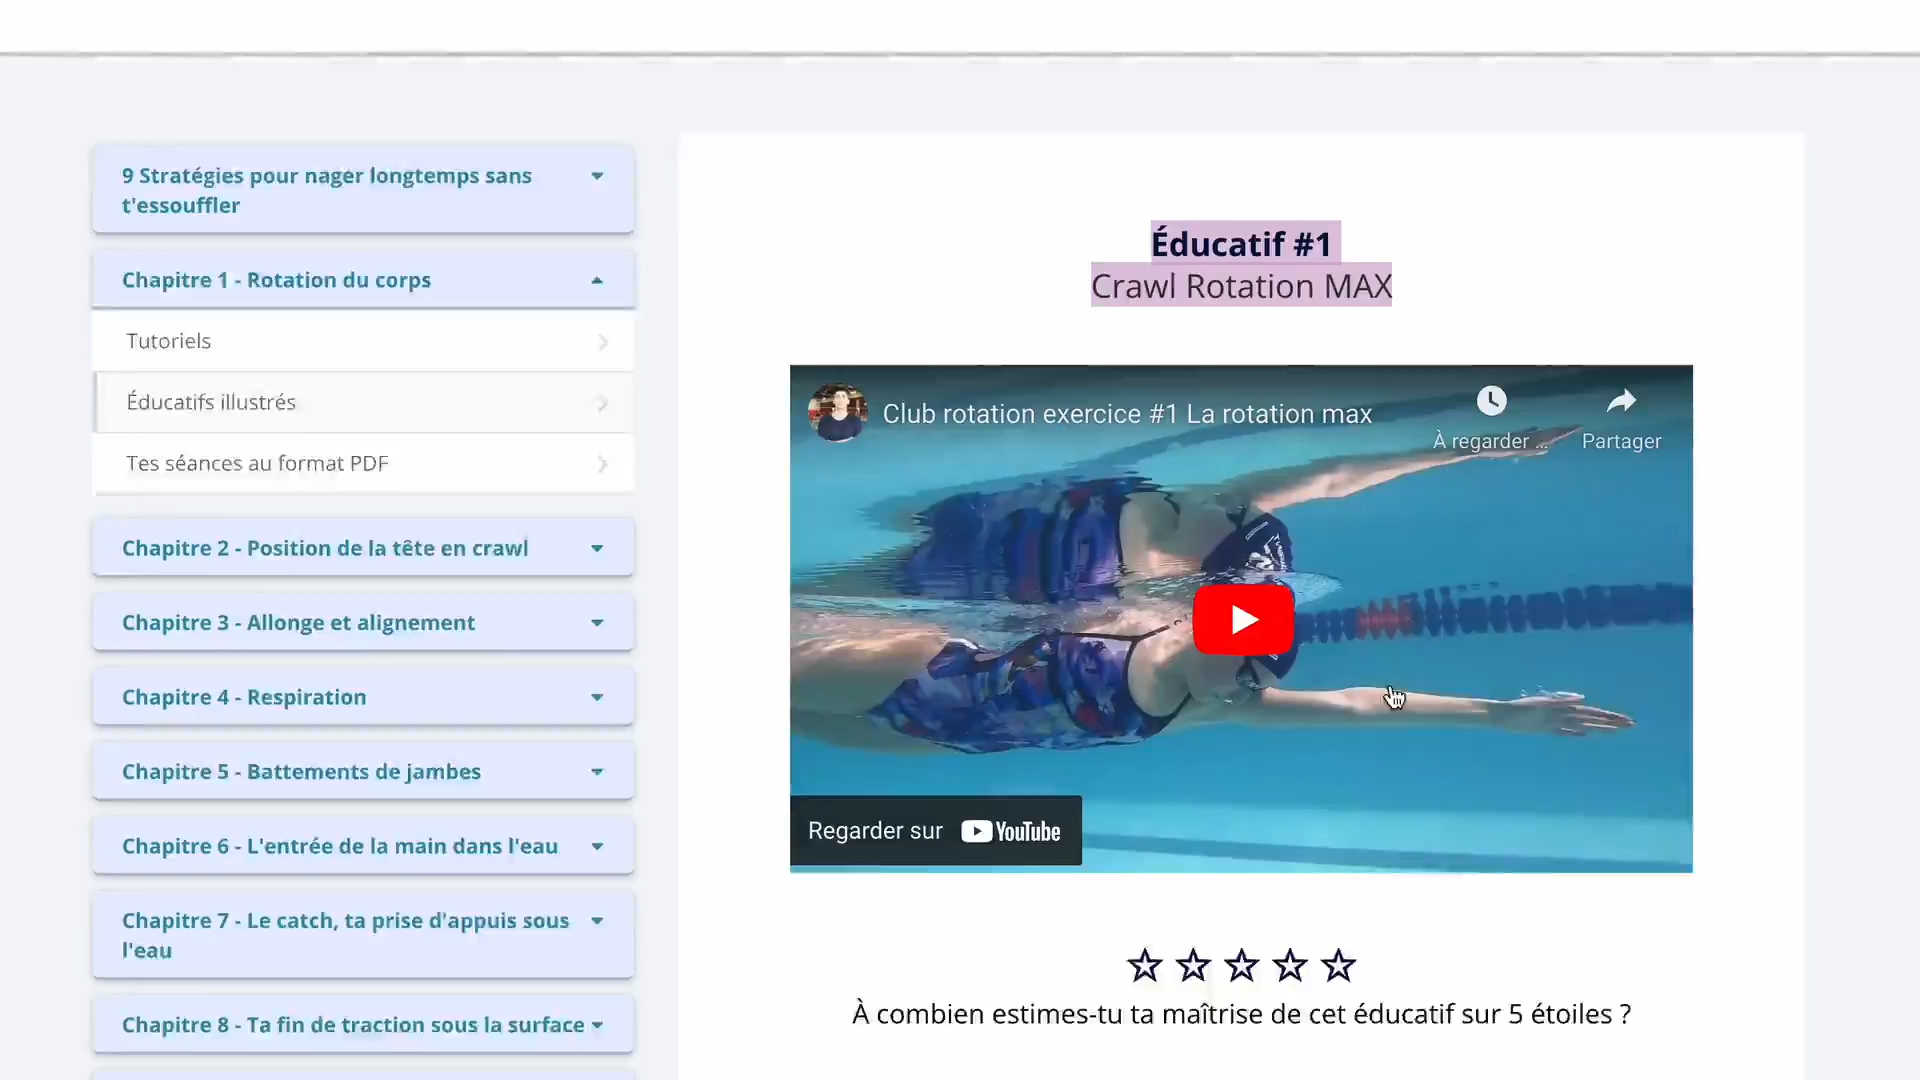 9 Stratégies pour nager longtemps sans
t'essouffler
Chapitre 1 - Rotation du corps
Tutoriels
Éducatifs illustrés
Tes séances au format PDF
Chapitre 2 - Position de la tête en crawl
Chapitre 3 - Allonge et alignement
Chapitre 4 - Respiration
Chapitre 5 - Battements de jambes
Chapitre 6 - L'entrée de la main dans l'eau
Chapitre 7 - Le catch, ta prise d'appuis sous
l'eau
Chapitre 8 - Ta fin de traction sous la surface
Éducatif #1
Crawl Rotation MAX
Club rotation exercice #1 La rotation max
À regarder ...
Partager
Regarder sur YouTube
À combien estimes-tu ta maîtrise de cet éducatif sur 5 étoiles ?